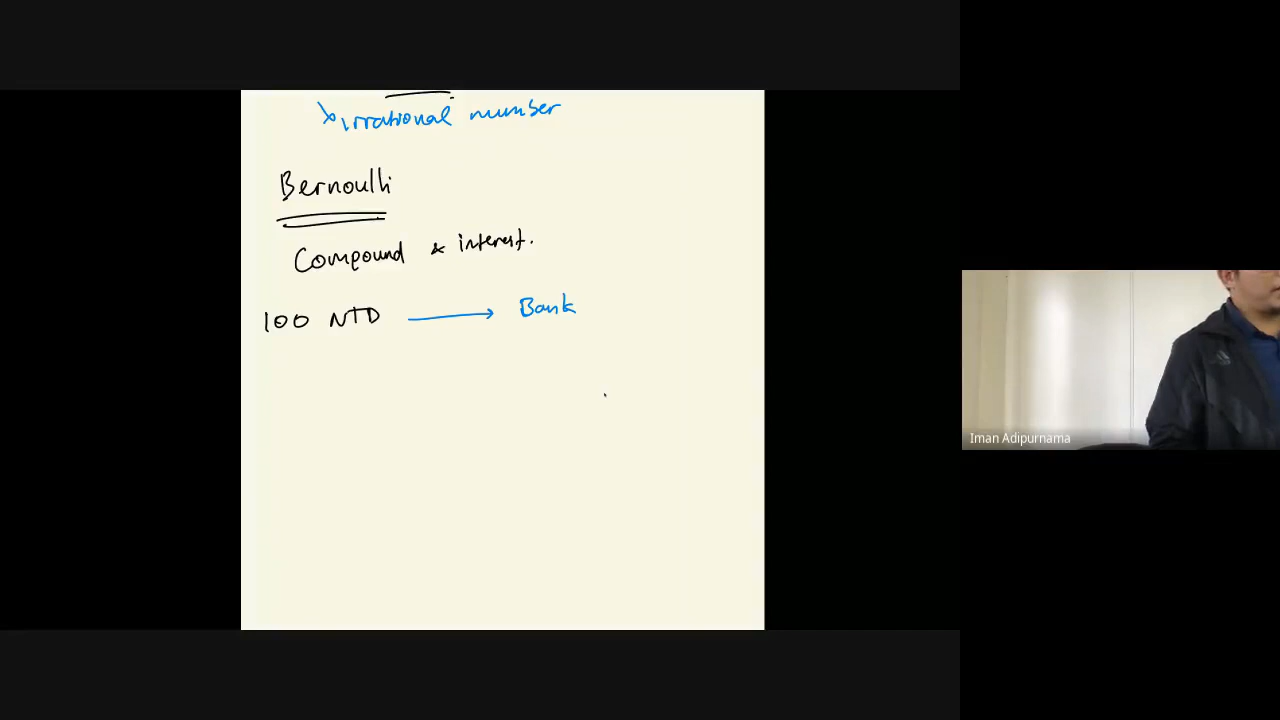 irrational number
Bernoulli
Compound & interest.
100 NTD → Bank
Iman Adipurnama